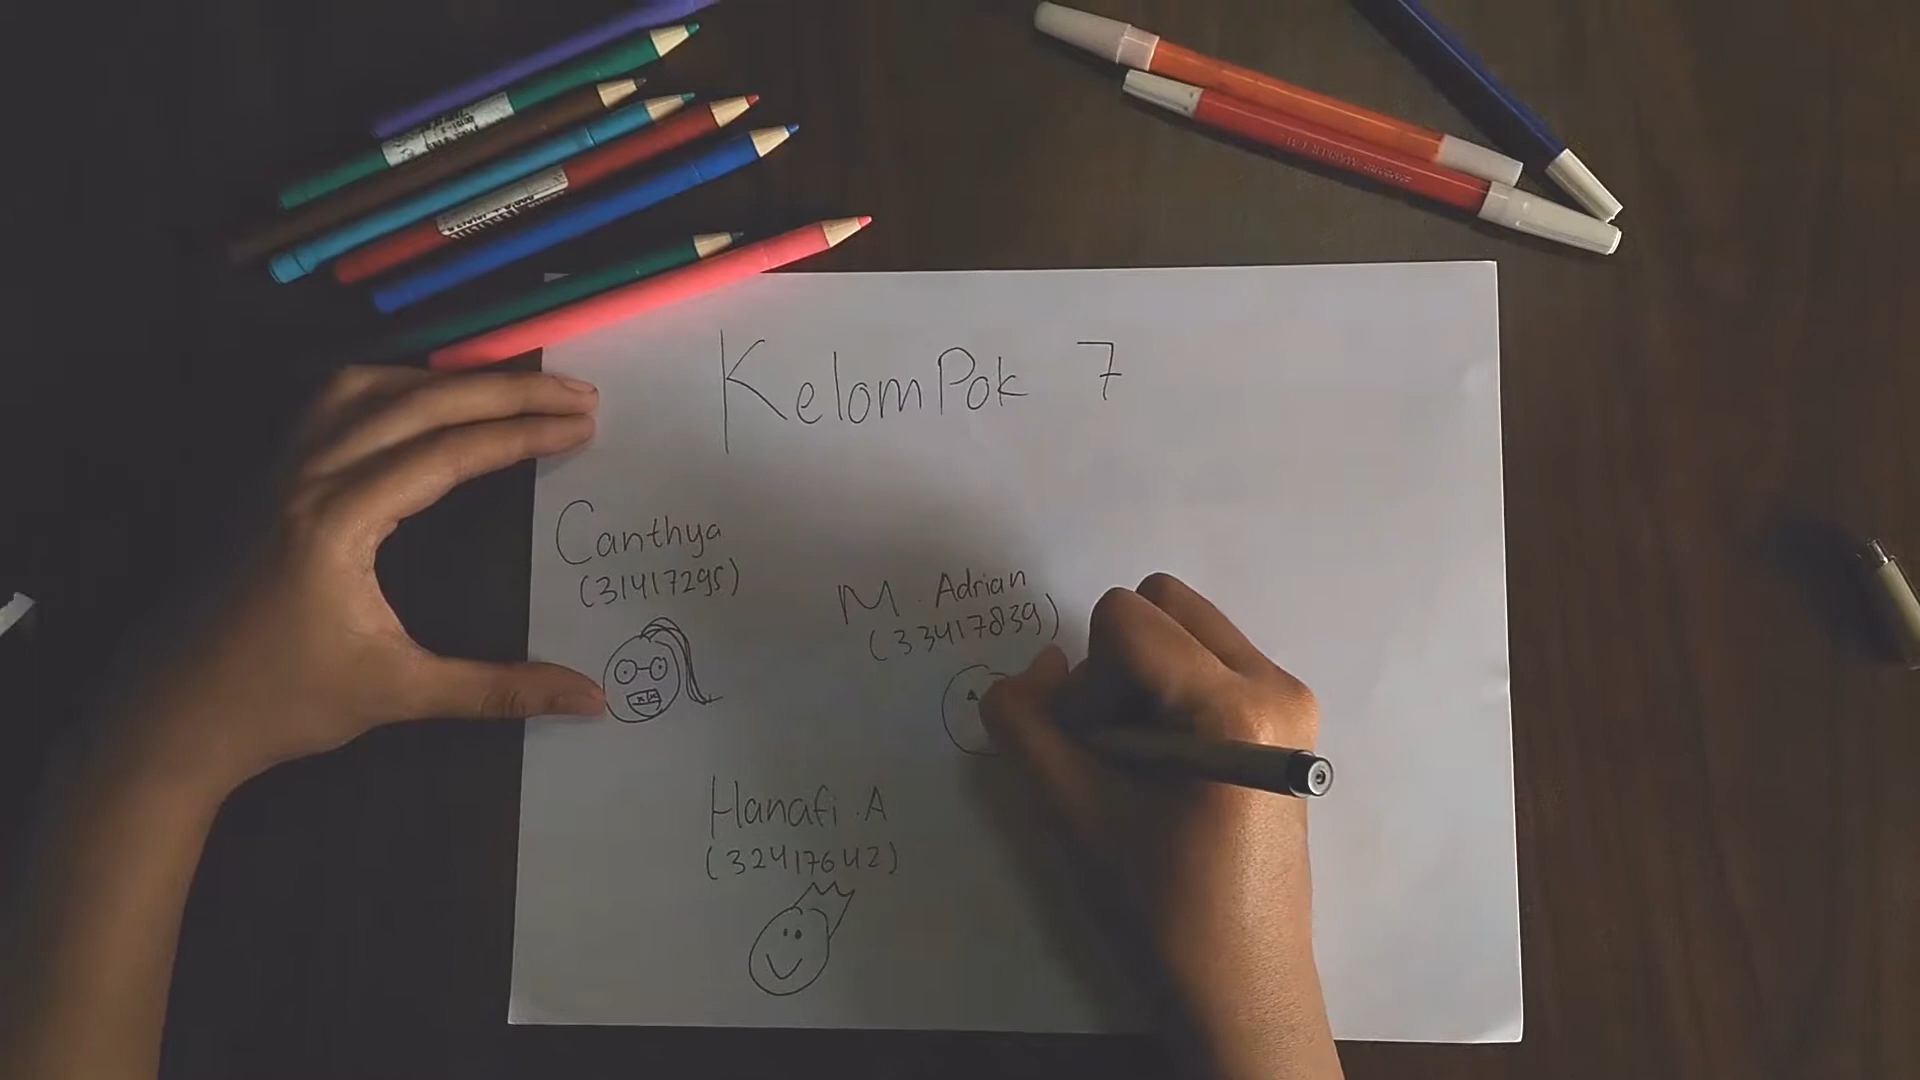 KelomPok 7
Canthya
(31417295)
M. Adrian
(33417839)
Hanafi .A
(32417642)